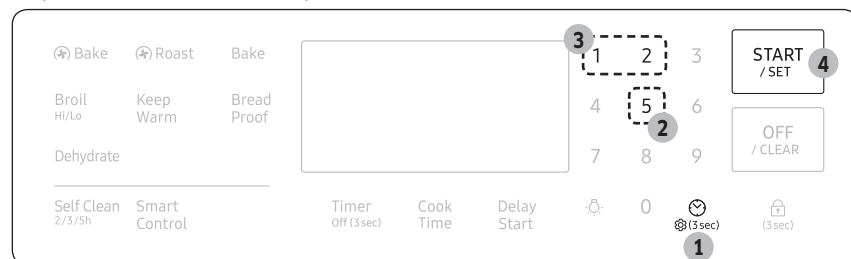 Bake Roast Bake
3
1 2 3
START
/ SET
4
Broil
Hi/Lo
Keep
Warm
Bread
Proof
4 5 6
2
OFF
/ CLEAR
Dehydrate
7 8 9
Self Clean
2/3/5h
Smart
Control
Timer
Off (3 sec)
Cook
Time
Delay
Start
0
(3 sec)
(3 sec)
1